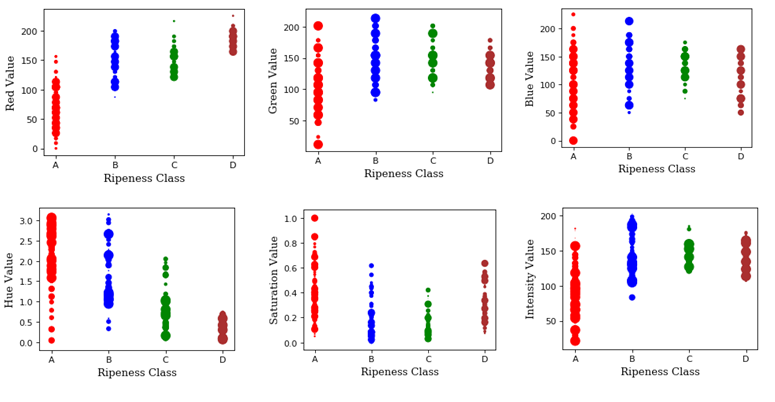 Red Value
200
150
100
50
0
A B C D
Ripeness Class
Green Value
200
150
100
50
A B C D
Ripeness Class
Blue Value
200
150
100
50
0
A B C D
Ripeness Class
Hue Value
3.0
2.5
2.0
1.5
1.0
0.5
0.0
A B C D
Ripeness Class
Saturation Value
1.0
0.8
0.6
0.4
0.2
0.0
A B C D
Ripeness Class
Intensity Value
200
150
100
50
A B C D
Ripeness Class